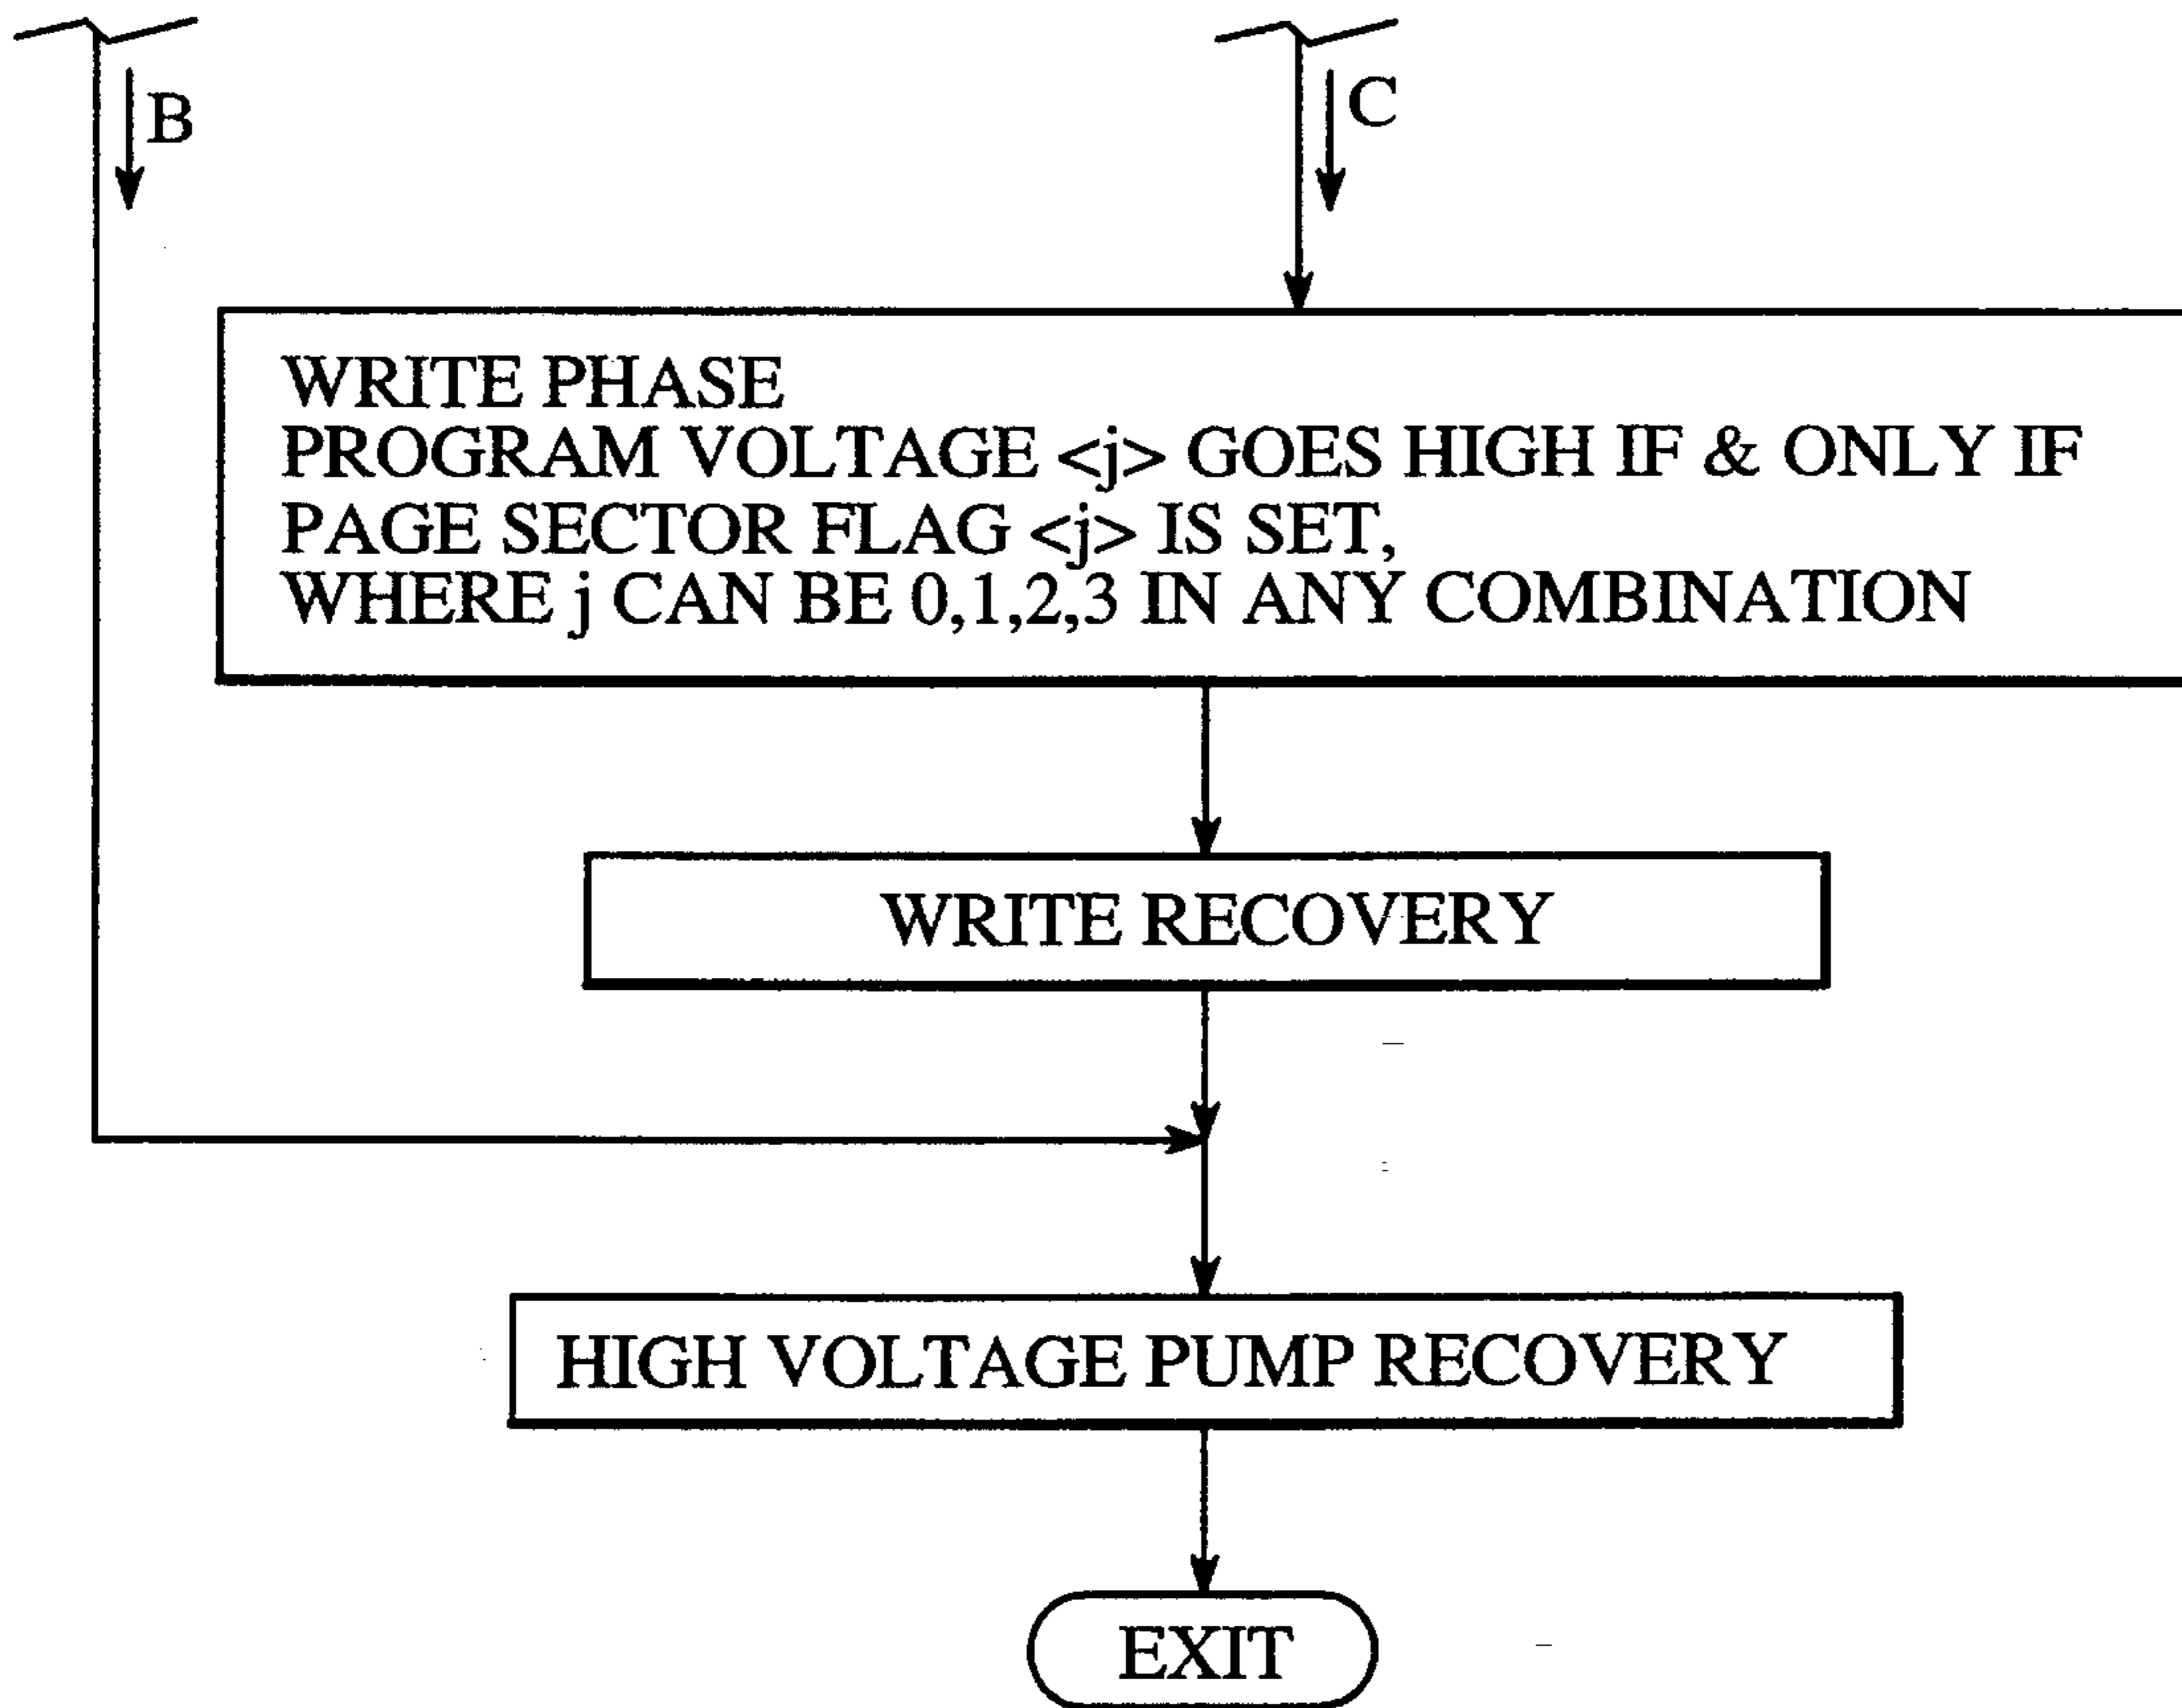 B
C
WRITE PHASE
PROGRAM VOLTAGE <j> GOES HIGH IF & ONLY IF
PAGE SECTOR FLAG <j> IS SET,
WHERE j CAN BE 0,1,2,3 IN ANY COMBINATION
WRITE RECOVERY
HIGH VOLTAGE PUMP RECOVERY
EXIT